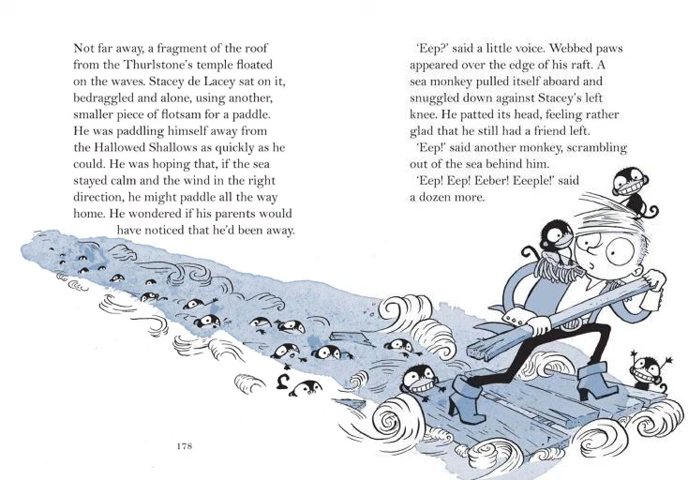 Not far away, a fragment of the roof
from the Thurlstone's temple floated
on the waves. Stacey de Lacey sat on it,
bedraggled and alone, using another,
smaller piece of flotsam for a paddle.
He was paddling himself away from
the Hallowed Shallows as quickly as he
could. He was hoping that, if the sea
stayed calm and the wind in the right
direction, he might paddle all the way
home. He wondered if his parents would
have noticed that he'd been away.
178
‘Eep?’ said a little voice. Webbed paws
appeared over the edge of his raft. A
sea monkey pulled itself aboard and
snuggled down against Stacey's left
knee. He patted its head, feeling rather
glad that he still had a friend left.
‘Eep!’ said another monkey, scrambling
out of the sea behind him.
‘Eep! Eep! Eeber! Eeeple!’ said
a dozen more.